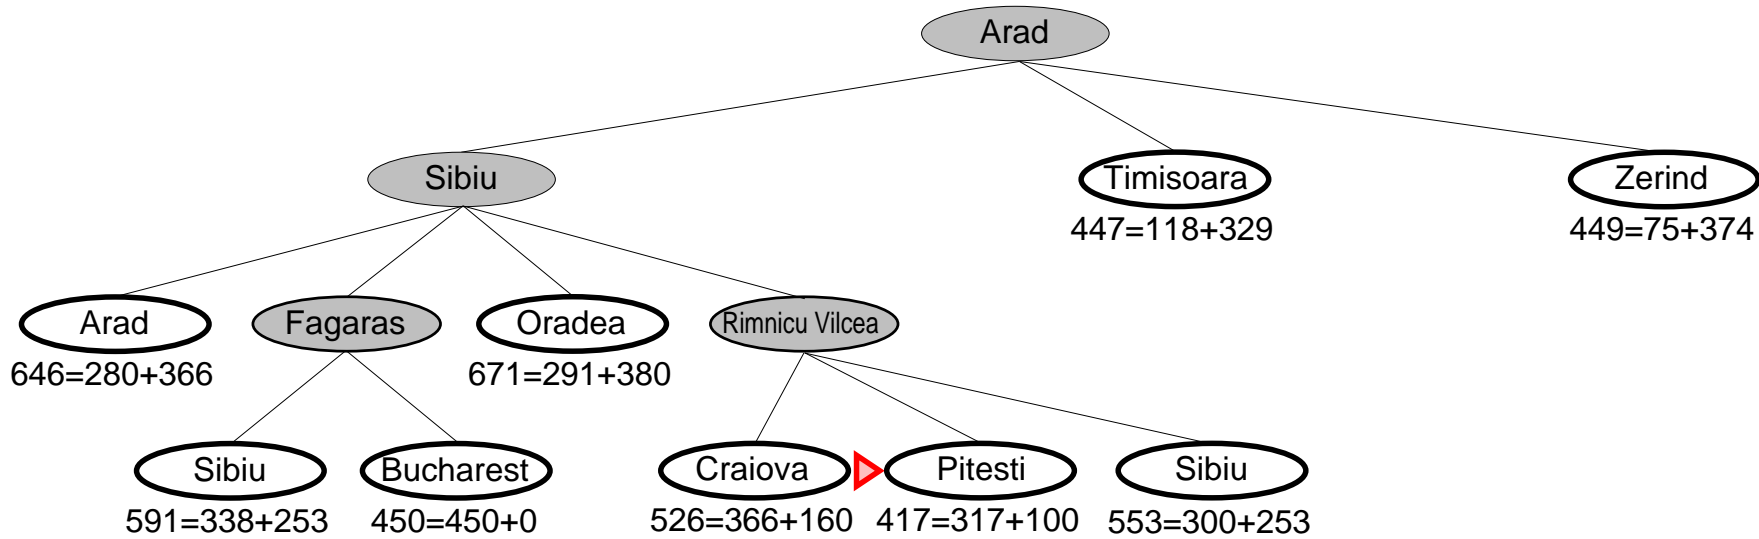 Arad
Sibiu
Timisoara
Zerind
447=118+329
449=75+374
Arad
Fagaras
Oradea
Rimnicu Vilcea
646=280+366
671=291+380
Sibiu
Bucharest
Craiova
Pitesti
Sibiu
591=338+253
450=450+0
526=366+160
417=317+100
553=300+253